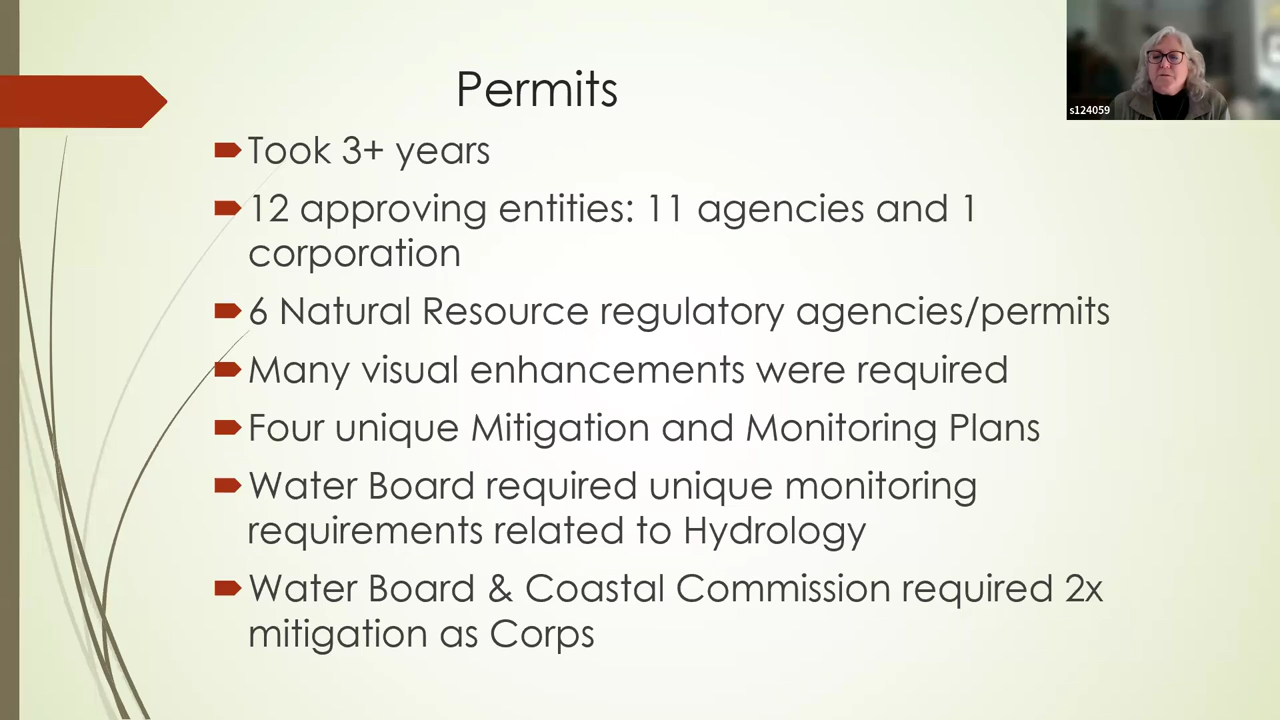 Permits
s124059
Took 3+ years
12 approving entities: 11 agencies and 1
corporation
6 Natural Resource regulatory agencies/permits
Many visual enhancements were required
Four unique Mitigation and Monitoring Plans
Water Board required unique monitoring
requirements related to Hydrology
Water Board & Coastal Commission required 2x
mitigation as Corps